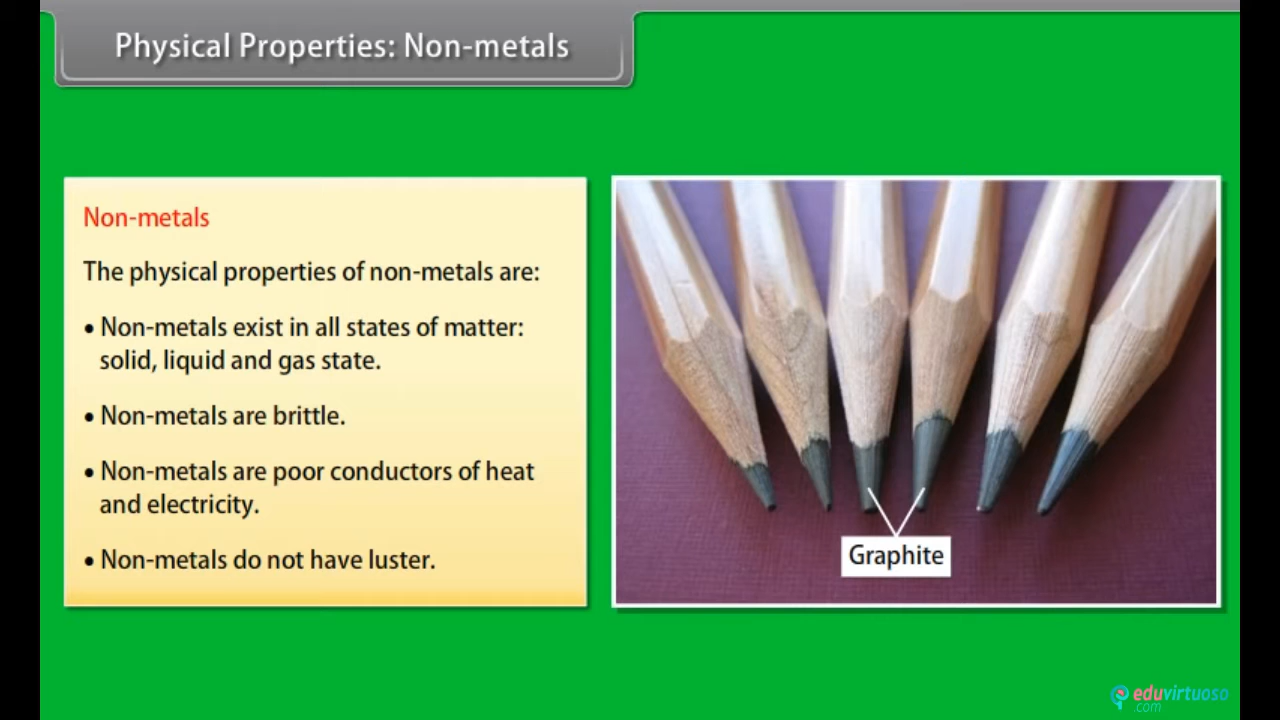 Physical Properties: Non-metals
Non-metals
The physical properties of non-metals are:
• Non-metals exist in all states of matter:
solid, liquid and gas state.
• Non-metals are brittle.
• Non-metals are poor conductors of heat
and electricity.
• Non-metals do not have luster.
Graphite
eduvirtuoso
.com